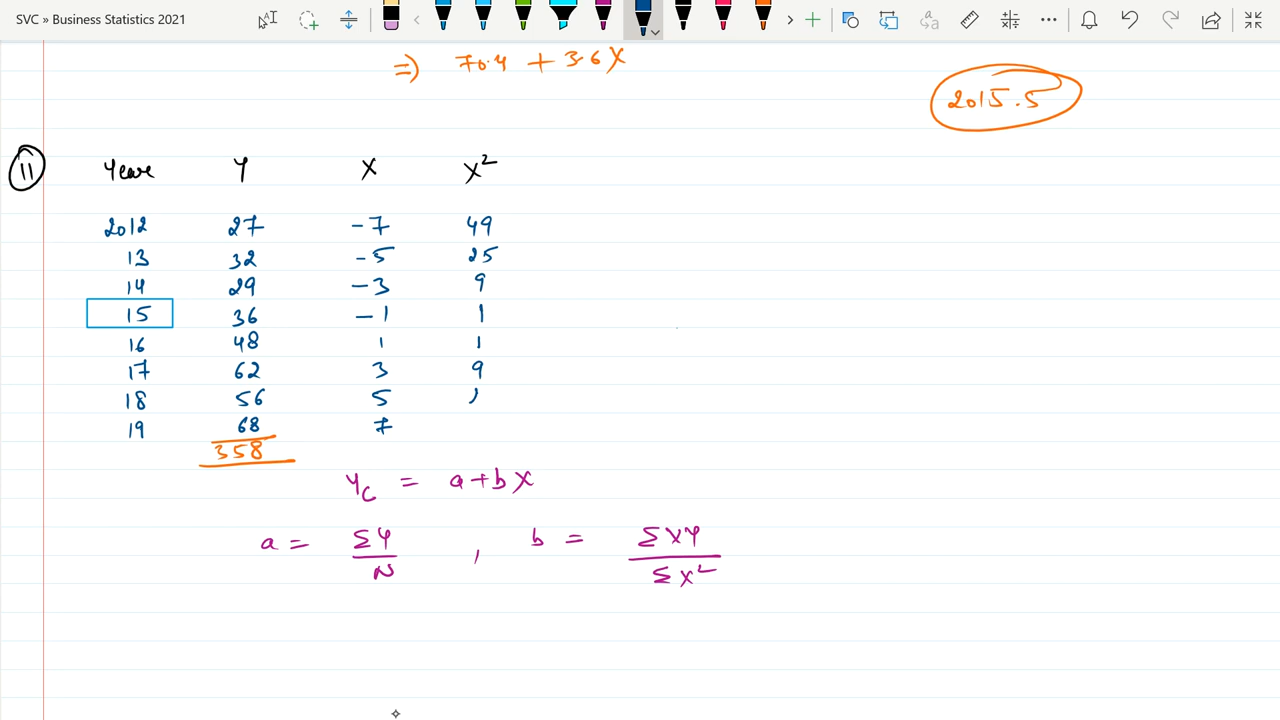 SVC » Business Statistics 2021
=) 70.4 + 3.6X
2015.5
11 Year Y X X²
2012 27 -7 49
13 32 -5 25
14 29 -3 9
15 36 -1 1
16 48 1 1
17 62 3 9
18 56 5
19 68 7
358
Yc = a+bX
a = ΣY/N , b = ΣXY/ΣX²